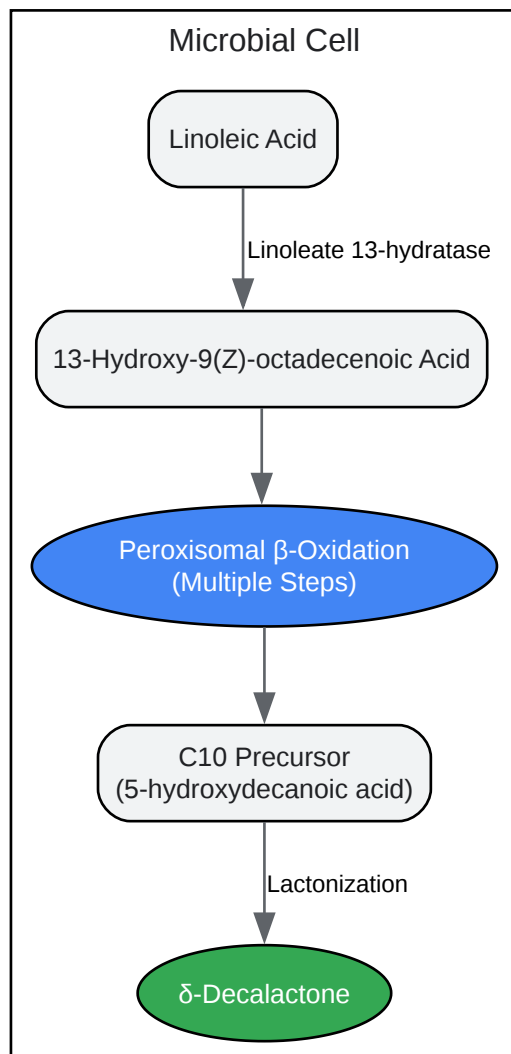 Microbial Cell
Linoleic Acid
Linoleate 13-hydratase
13-Hydroxy-9(Z)-octadecenoic Acid
Peroxisomal β-Oxidation
(Multiple Steps)
C10 Precursor
(5-hydroxydecanoic acid)
Lactonization
δ-Decalactone